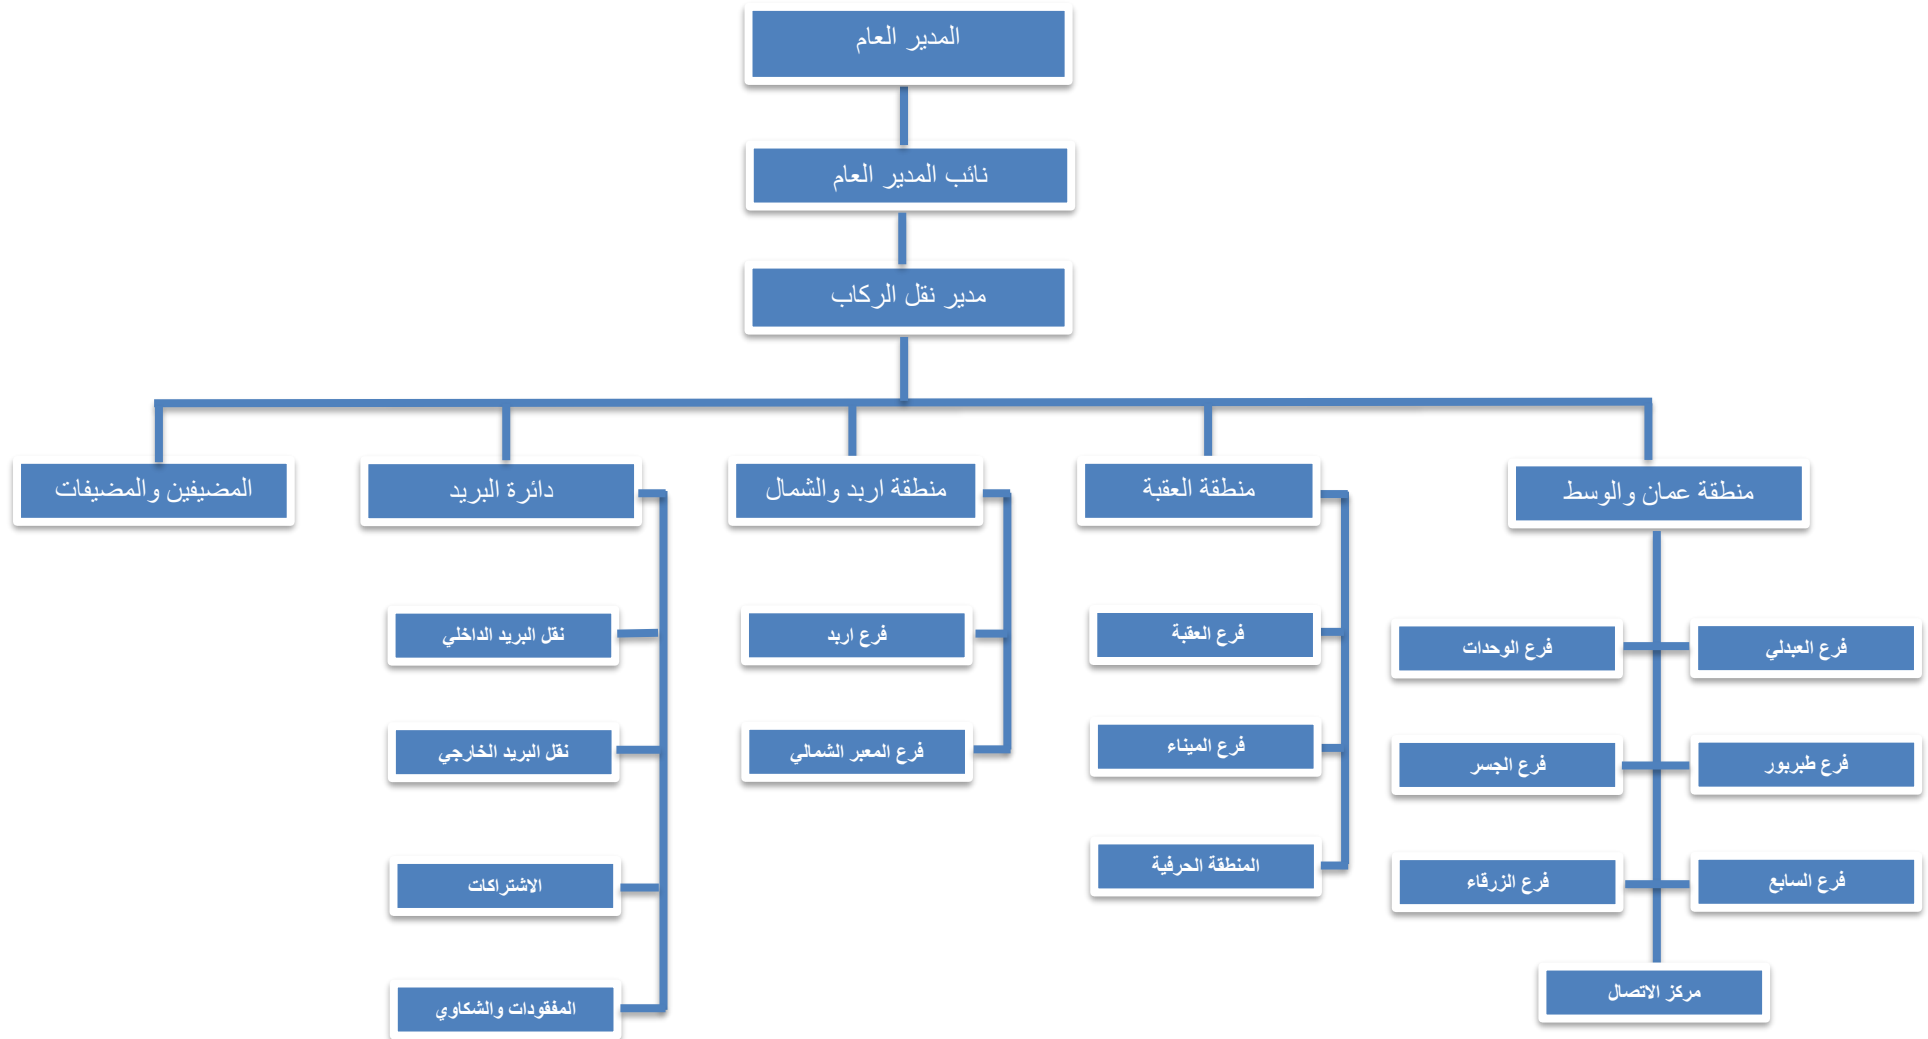 المدير العام
نائب المدير العام
مدير نقل الركاب
منطقة عمان والوسط
منطقة العقبة
منطقة اربد والشمال
دائرة البريد
المضيفين والمضيفات
فرع العبدلي
فرع الوحدات
فرع طبربور
فرع الجسر
فرع السابع
فرع الزرقاء
مركز الاتصال
فرع العقبة
فرع الميناء
المنطقة الحرفية
فرع اربد
فرع المعبر الشمالي
نقل البريد الداخلي
نقل البريد الخارجي
الاشتراكات
المفقودات والشكاوي